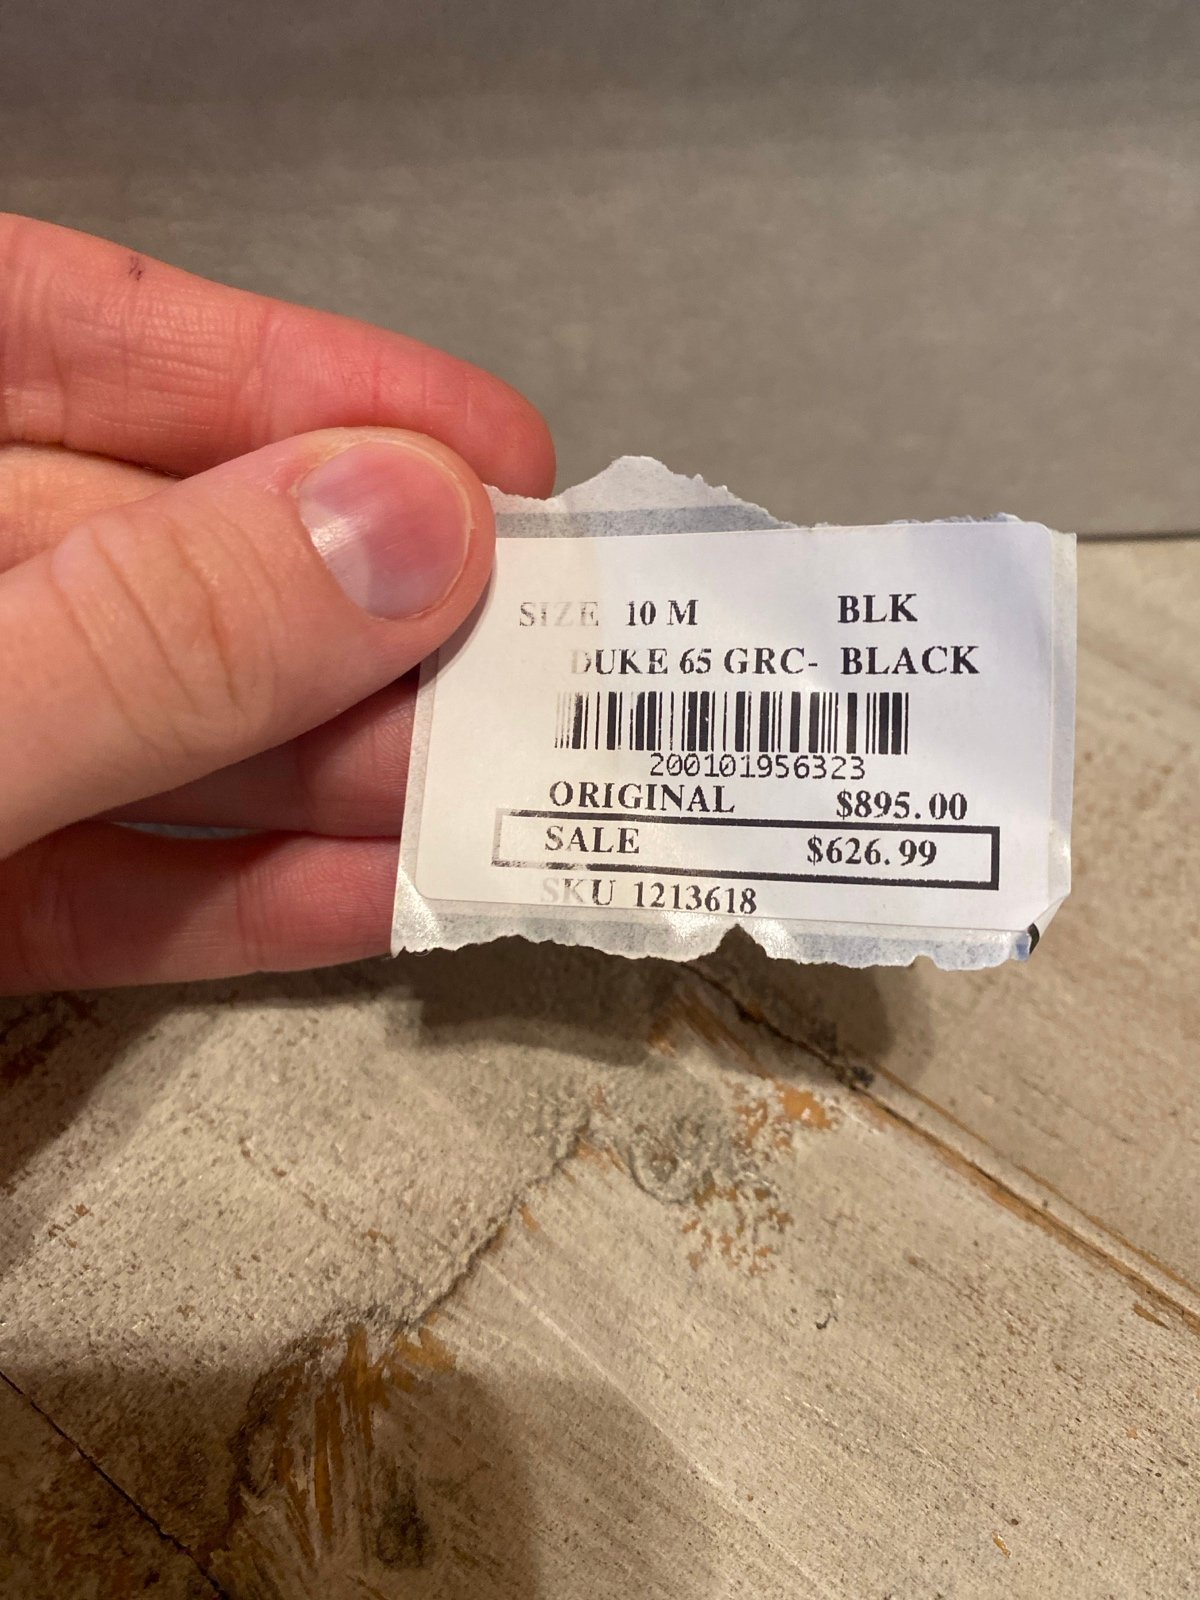 SIZE 10 M BLK
DUKE 65 GRC- BLACK
200101956323
ORIGINAL $895.00
SALE $626.99
SKU 1213618